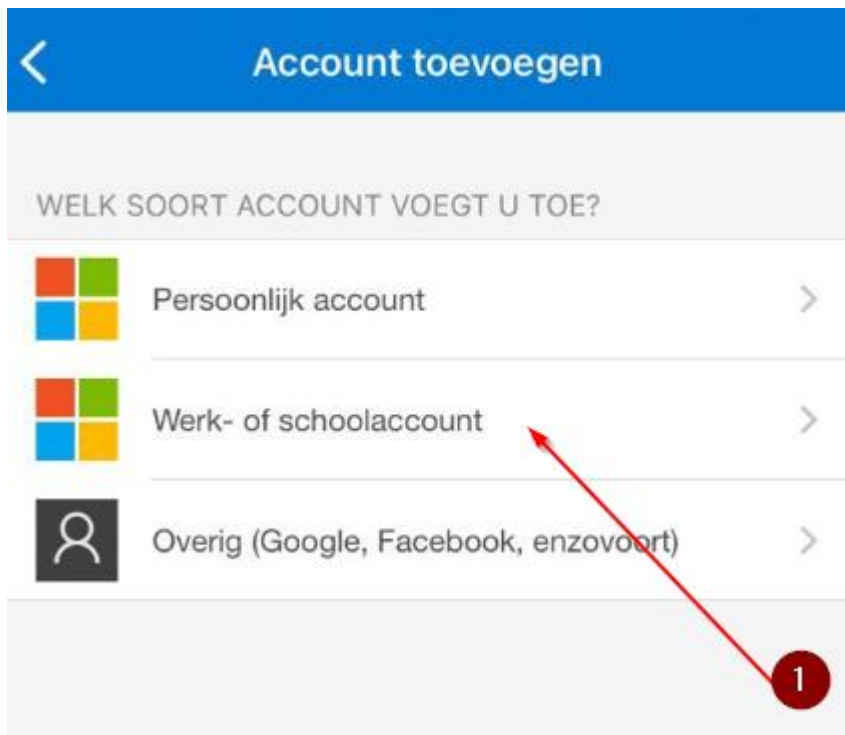 Account toevoegen
WELK SOORT ACCOUNT VOEGT U TOE?
Persoonlijk account
Werk- of schoolaccount
Overig (Google, Facebook, enzovoort)
1